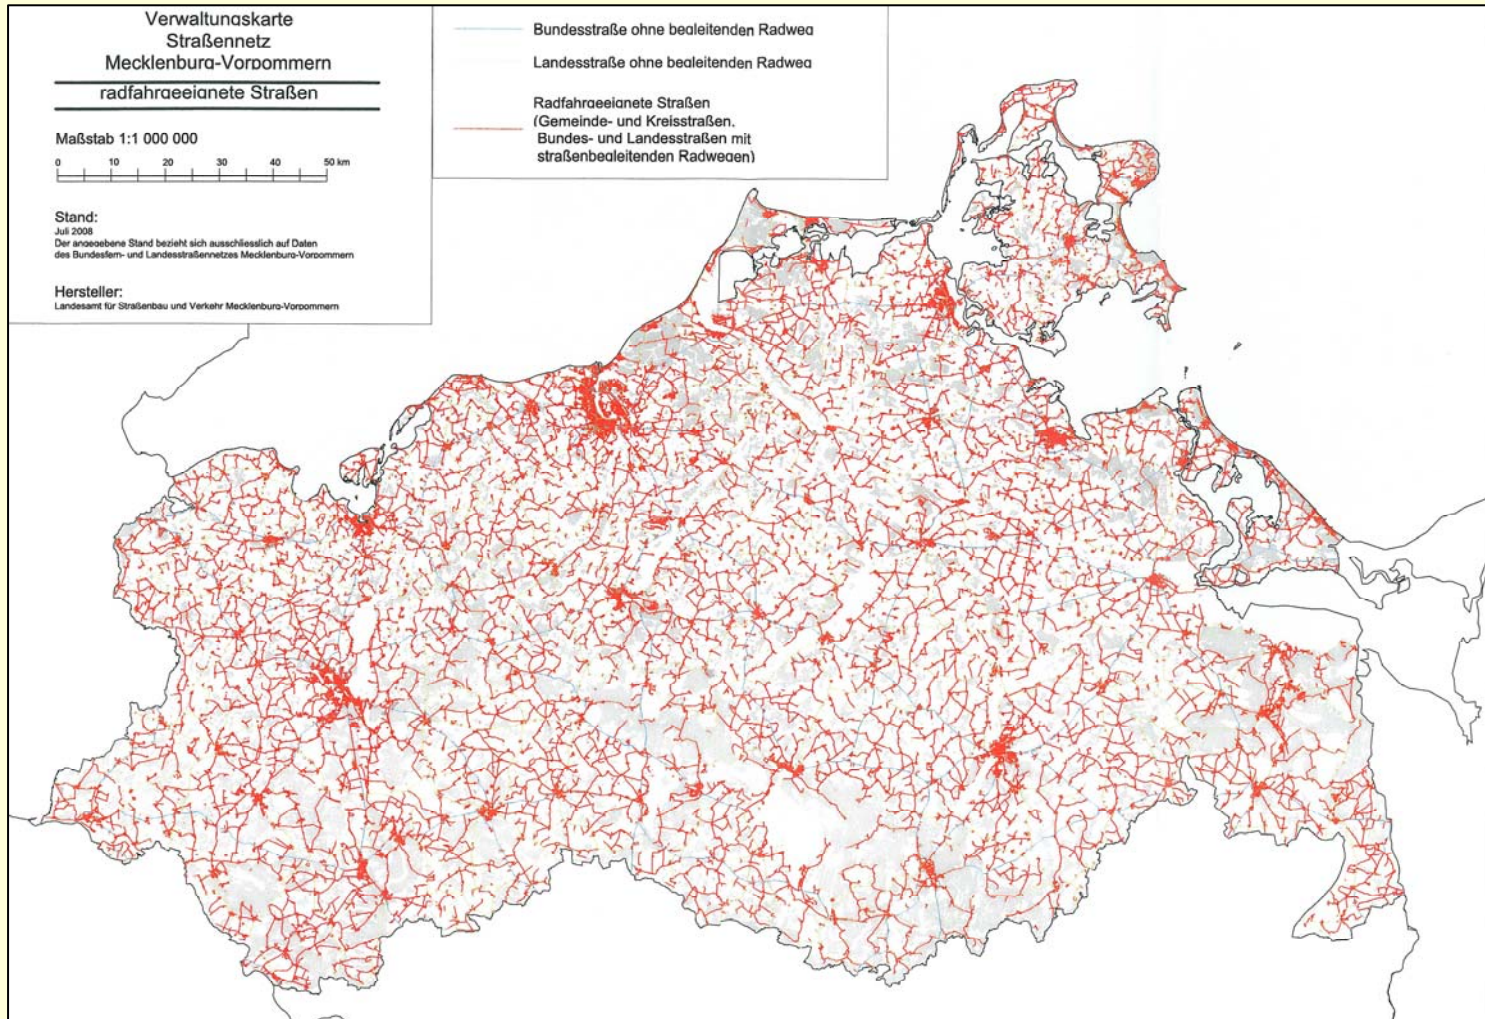 Verwaltungskarte
Straßennetz
Mecklenburg-Vorpommern
radfahrgeeignete Straßen
Maßstab 1:1 000 000
0 10 20 30 40 50 km
Stand:
Juli 2008
Der angegebene Stand bezieht sich ausschliesslich auf Daten
des Bundesfern- und Landesstraßennetzes Mecklenburg-Vorpommern
Hersteller:
Landesamt für Straßenbau und Verkehr Mecklenburg-Vorpommern
Bundesstraße ohne begleitenden Radweg
Landesstraße ohne begleitenden Radweg
Radfahrgeeignete Straßen
(Gemeinde- und Kreisstraßen,
Bundes- und Landesstraßen mit
straßenbegleitenden Radwegen)